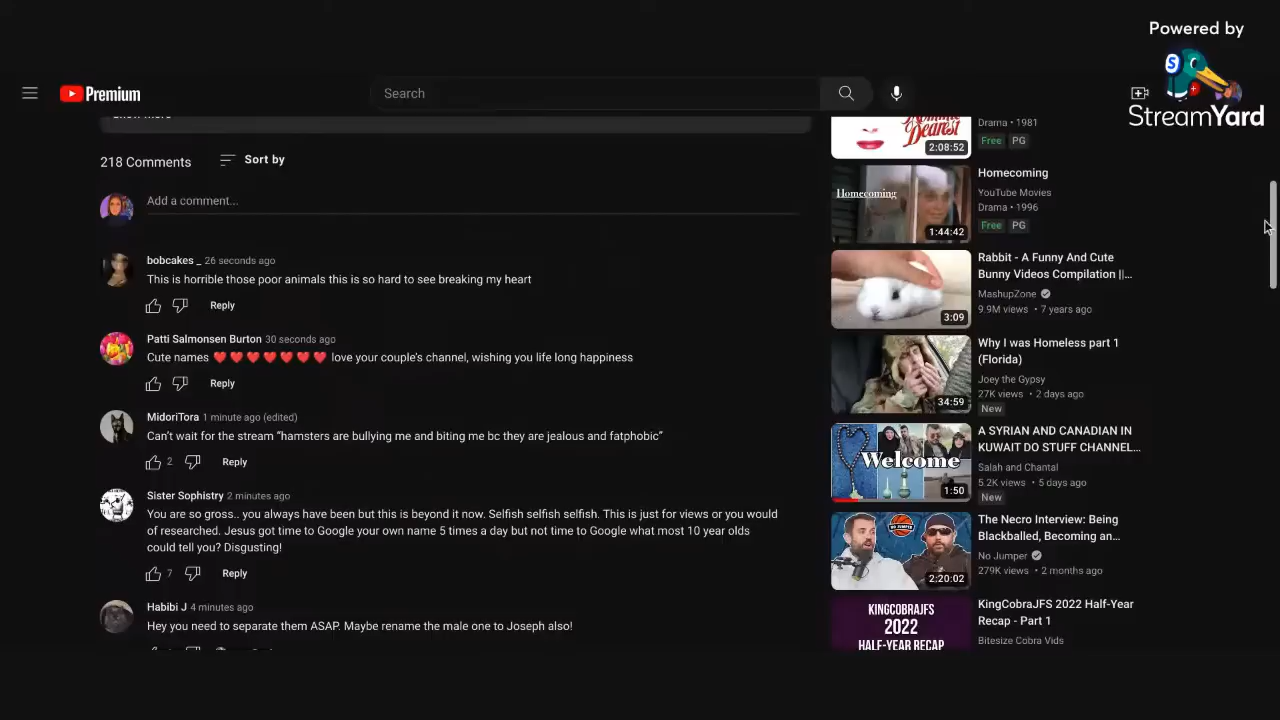 Powered by
StreamYard
Premium
Search
Show more
218 Comments
Sort by
Add a comment...
bobcakes _ 26 seconds ago
This is horrible those poor animals this is so hard to see breaking my heart
Reply
Patti Salmonsen Burton 30 seconds ago
Cute names ❤️❤️❤️❤️❤️❤️❤️ love your couple's channel, wishing you life long happiness
Reply
MidoriTora 1 minute ago (edited)
Can't wait for the stream "hamsters are bullying me and biting me bc they are jealous and fatphobic"
2 Reply
Sister Sophistry 2 minutes ago
You are so gross.. you always have been but this is beyond it now. Selfish selfish selfish. This is just for views or you would
of researched. Jesus got time to Google your own name 5 times a day but not time to Google what most 10 year olds
could tell you? Disgusting!
7 Reply
Habibi J 4 minutes ago
Hey you need to separate them ASAP. Maybe rename the male one to Joseph also!
Dearest
2:08:52
Drama • 1981
Free PG
Homecoming
1:44:42
Homecoming
YouTube Movies
Drama • 1996
Free PG
3:09
Rabbit - A Funny And Cute
Bunny Videos Compilation ||...
MashupZone
9.9M views • 7 years ago
34:59
Why I was Homeless part 1
(Florida)
Joey the Gypsy
27K views • 2 days ago
New
Welcome
1:50
A SYRIAN AND CANADIAN IN
KUWAIT DO STUFF CHANNEL...
Salah and Chantal
5.2K views • 5 days ago
New
2:20:02
The Necro Interview: Being
Blackballed, Becoming an...
No Jumper
279K views • 2 months ago
KINGCOBRAJFS
2022
HALF-YEAR RECAP
KingCobraJFS 2022 Half-Year
Recap - Part 1
Bitesize Cobra Vids